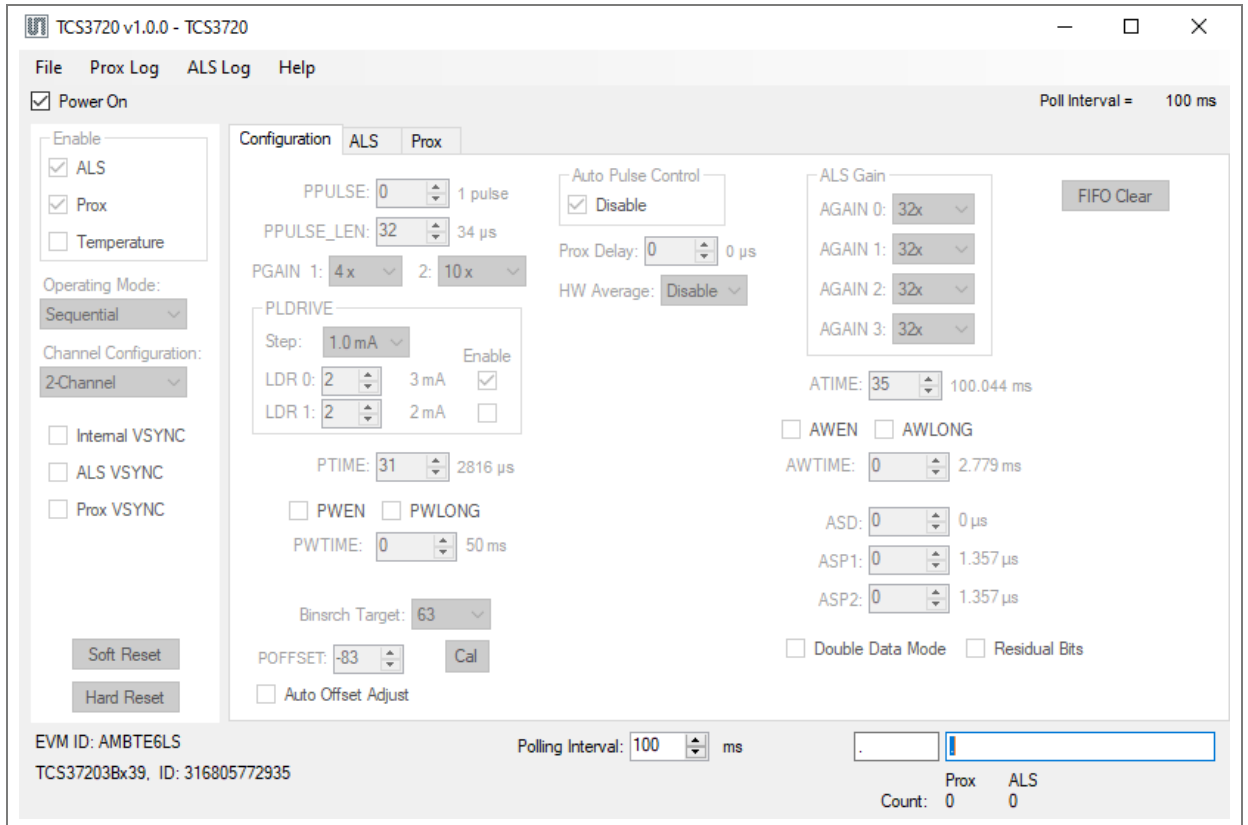 TCS3720 v1.0.0 - TCS3720
File Prox Log ALS Log Help
Power On
Poll Interval = 100 ms
Enable
ALS
Prox
Temperature
Operating Mode:
Sequential
Channel Configuration:
2-Channel
Internal VSYNC
ALS VSYNC
Prox VSYNC
Soft Reset
Hard Reset
Configuration ALS Prox
PPULSE: 0 1 pulse
PPULSE_LEN: 32 34 µs
PGAIN 1: 4 x 2: 10 x
PLDRIVE
Step: 1.0 mA
Enable
LDR 0: 2 3 mA
LDR 1: 2 2 mA
PTIME: 31 2816 µs
PWEN PWLONG
PWTIME: 0 50 ms
Binsrch Target: 63
POFFSET: -83 Cal
Auto Offset Adjust
Auto Pulse Control
Disable
Prox Delay: 0 0 µs
HW Average: Disable
ALS Gain
AGAIN 0: 32x
AGAIN 1: 32x
AGAIN 2: 32x
AGAIN 3: 32x
FIFO Clear
ATIME: 35 100.044 ms
AWEN AWLONG
AWTIME: 0 2.779 ms
ASD: 0 0 µs
ASP1: 0 1.357 µs
ASP2: 0 1.357 µs
Double Data Mode Residual Bits
EVM ID: AMBTE6LS
TCS37203Bx39, ID: 316805772935
Polling Interval: 100 ms
. .
Prox ALS
Count: 0 0